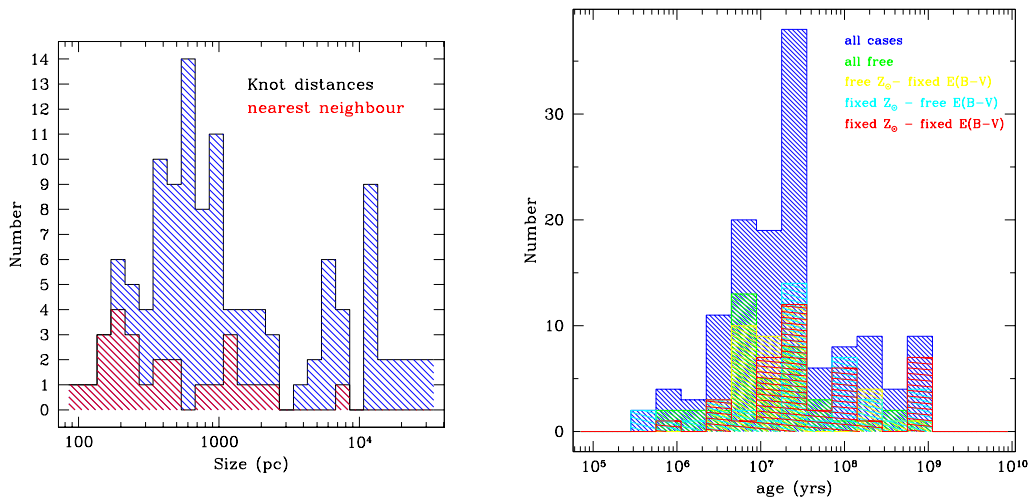 Knot distances
nearest neighbour
Number
14
13
12
11
10
9
8
7
6
5
4
3
2
1
0
100
1000
10⁴
Size (pc)
all cases
all free
free Z⊙ - fixed E(B-V)
fixed Z⊙ - free E(B-V)
fixed Z⊙ - fixed E(B-V)
Number
30
20
10
0
10⁵
10⁶
10⁷
10⁸
10⁹
10¹⁰
age (yrs)